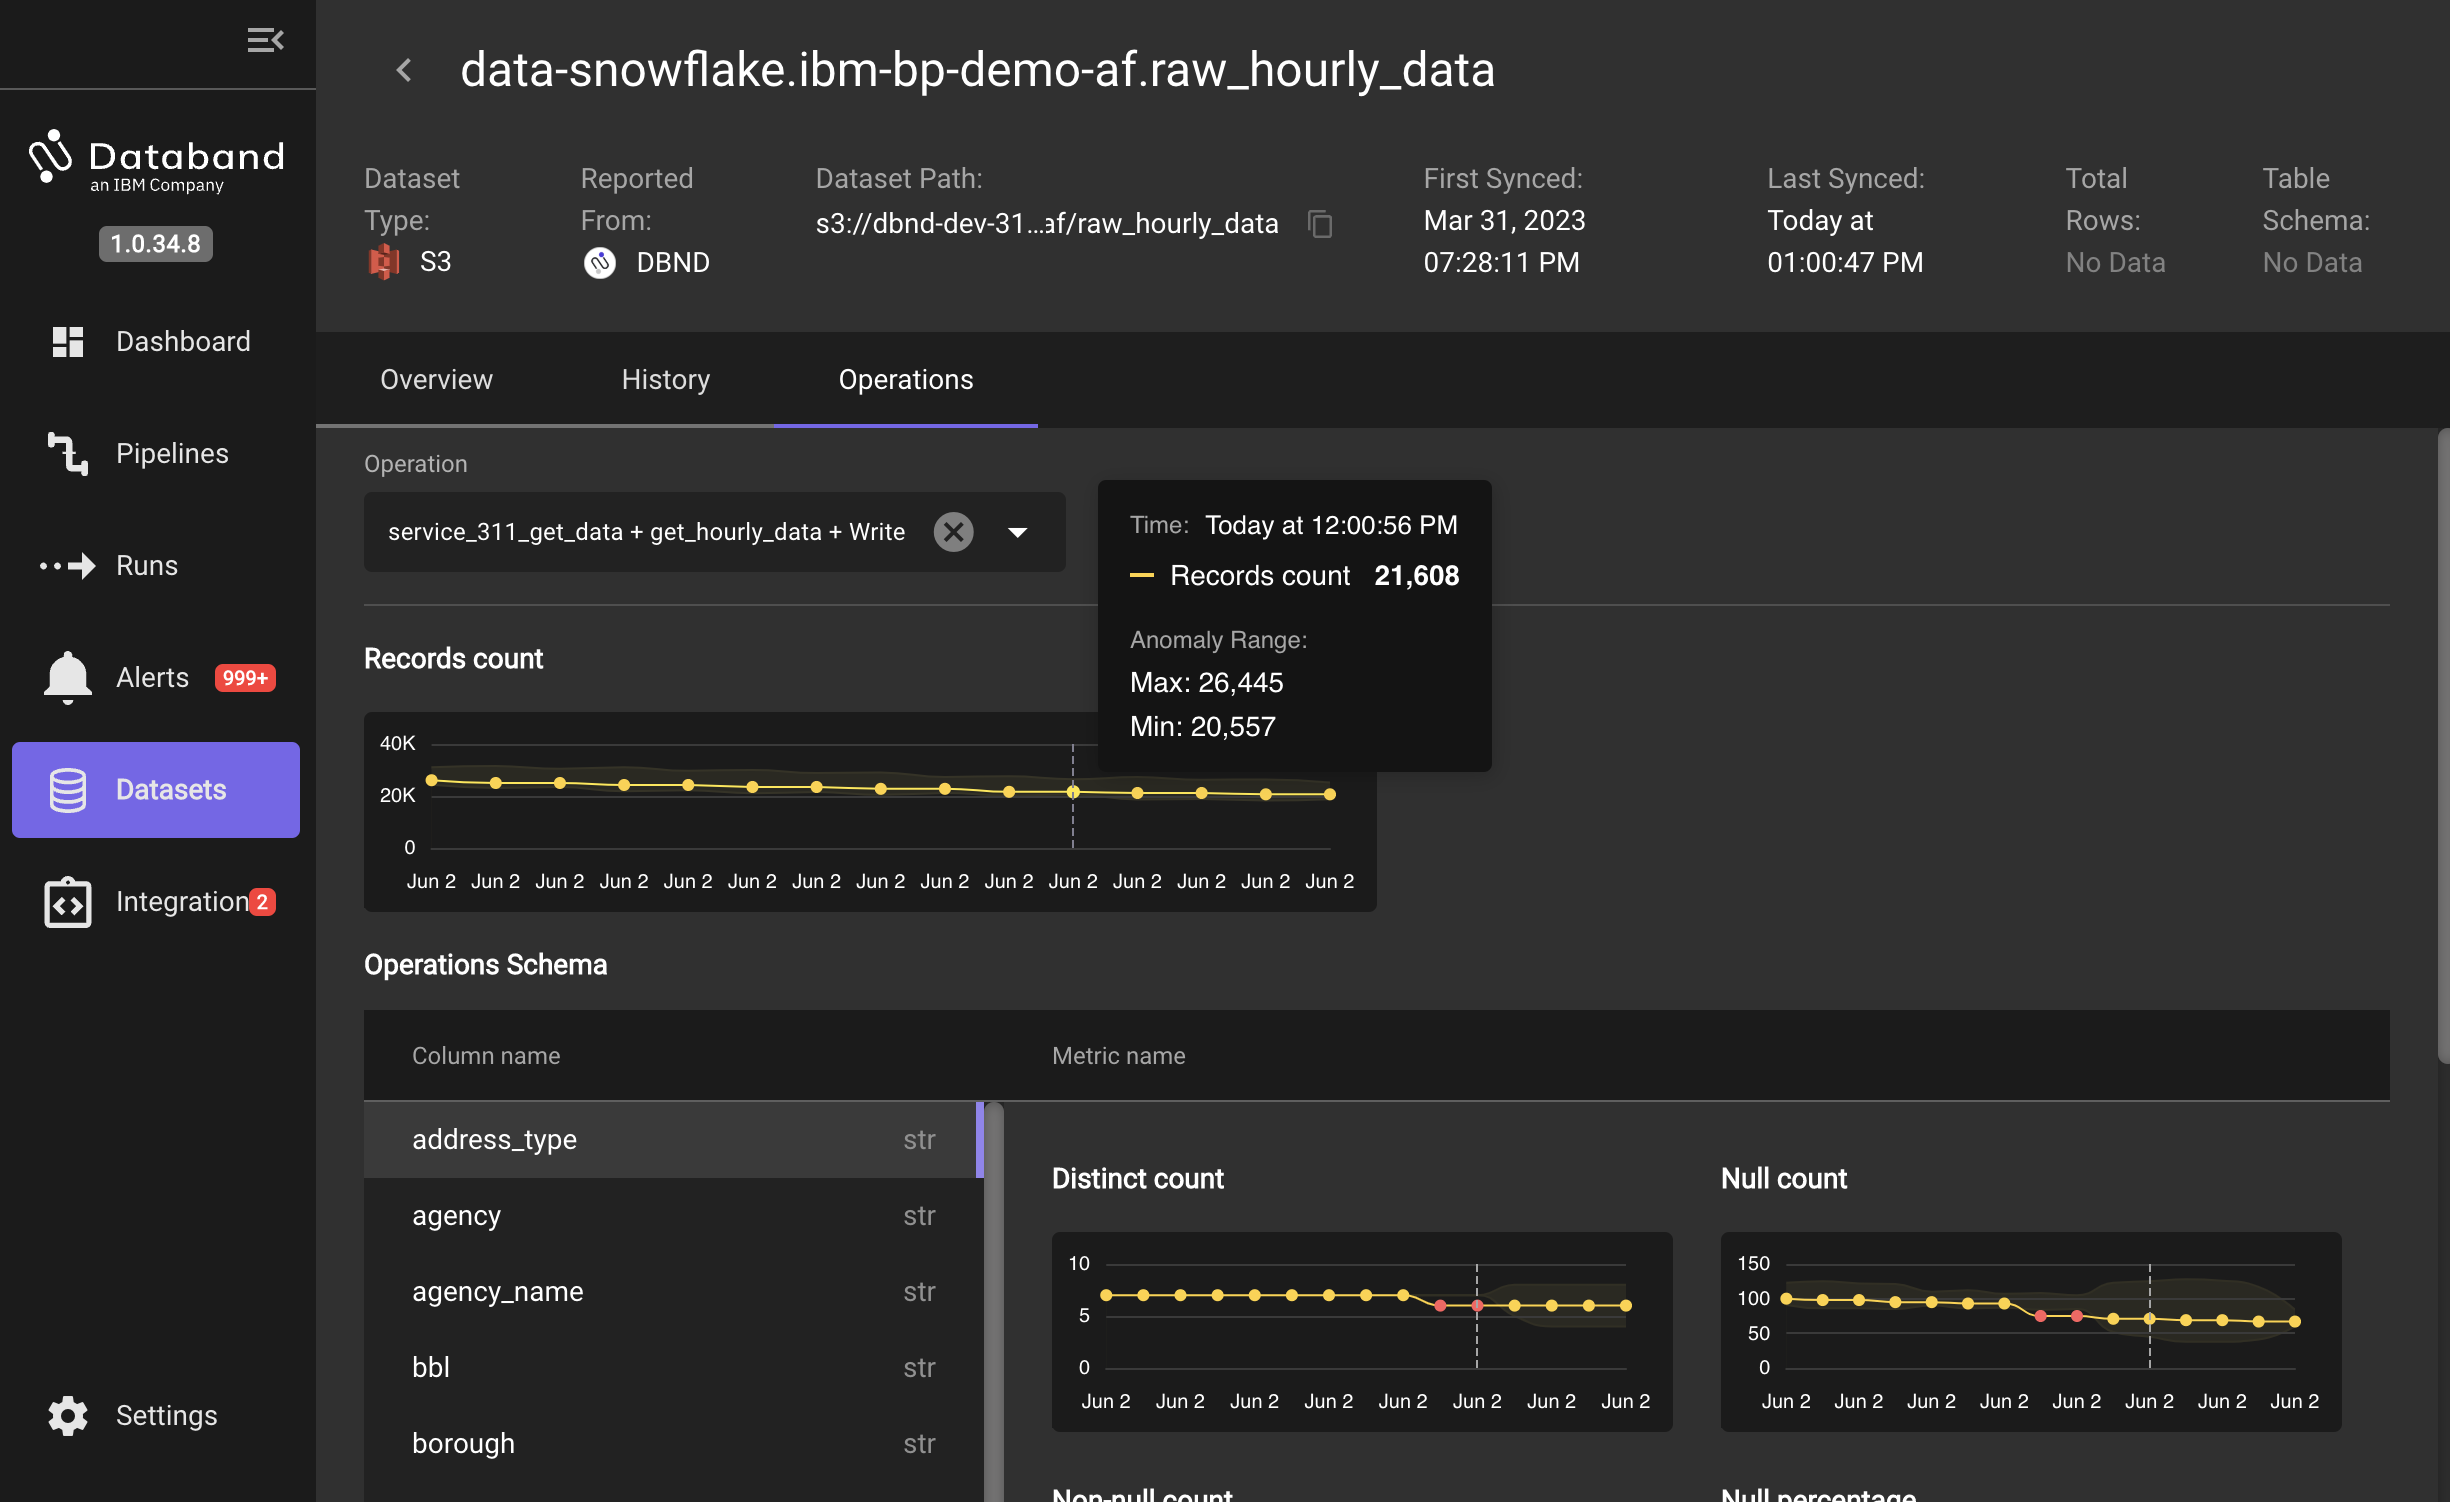 Databand
an IBM Company
1.0.34.8
Dashboard
Pipelines
Runs
Alerts 999+
Datasets
Integration 2
Settings
data-snowflake.ibm-bp-demo-af.raw_hourly_data
Dataset Type:
S3
Reported From:
DBND
Dataset Path:
s3://dbnd-dev-31...af/raw_hourly_data
First Synced:
Mar 31, 2023
07:28:11 PM
Last Synced:
Today at
01:00:47 PM
Total Rows:
No Data
Table Schema:
No Data
Overview History Operations
Operation
service_311_get_data + get_hourly_data + Write
Time: Today at 12:00:56 PM
Records count 21,608
Anomaly Range:
Max: 26,445
Min: 20,557
Records count
40K
20K
0
Jun 2 Jun 2 Jun 2 Jun 2 Jun 2 Jun 2 Jun 2 Jun 2 Jun 2 Jun 2 Jun 2 Jun 2 Jun 2 Jun 2 Jun 2
Operations Schema
Column name Metric name
address_type str
agency str
agency_name str
bbl str
borough str
Distinct count
10
5
0
Jun 2 Jun 2 Jun 2 Jun 2 Jun 2 Jun 2 Jun 2 Jun 2
Null count
150
100
50
0
Jun 2 Jun 2 Jun 2 Jun 2 Jun 2 Jun 2 Jun 2 Jun 2
Non-null count
Null percentage